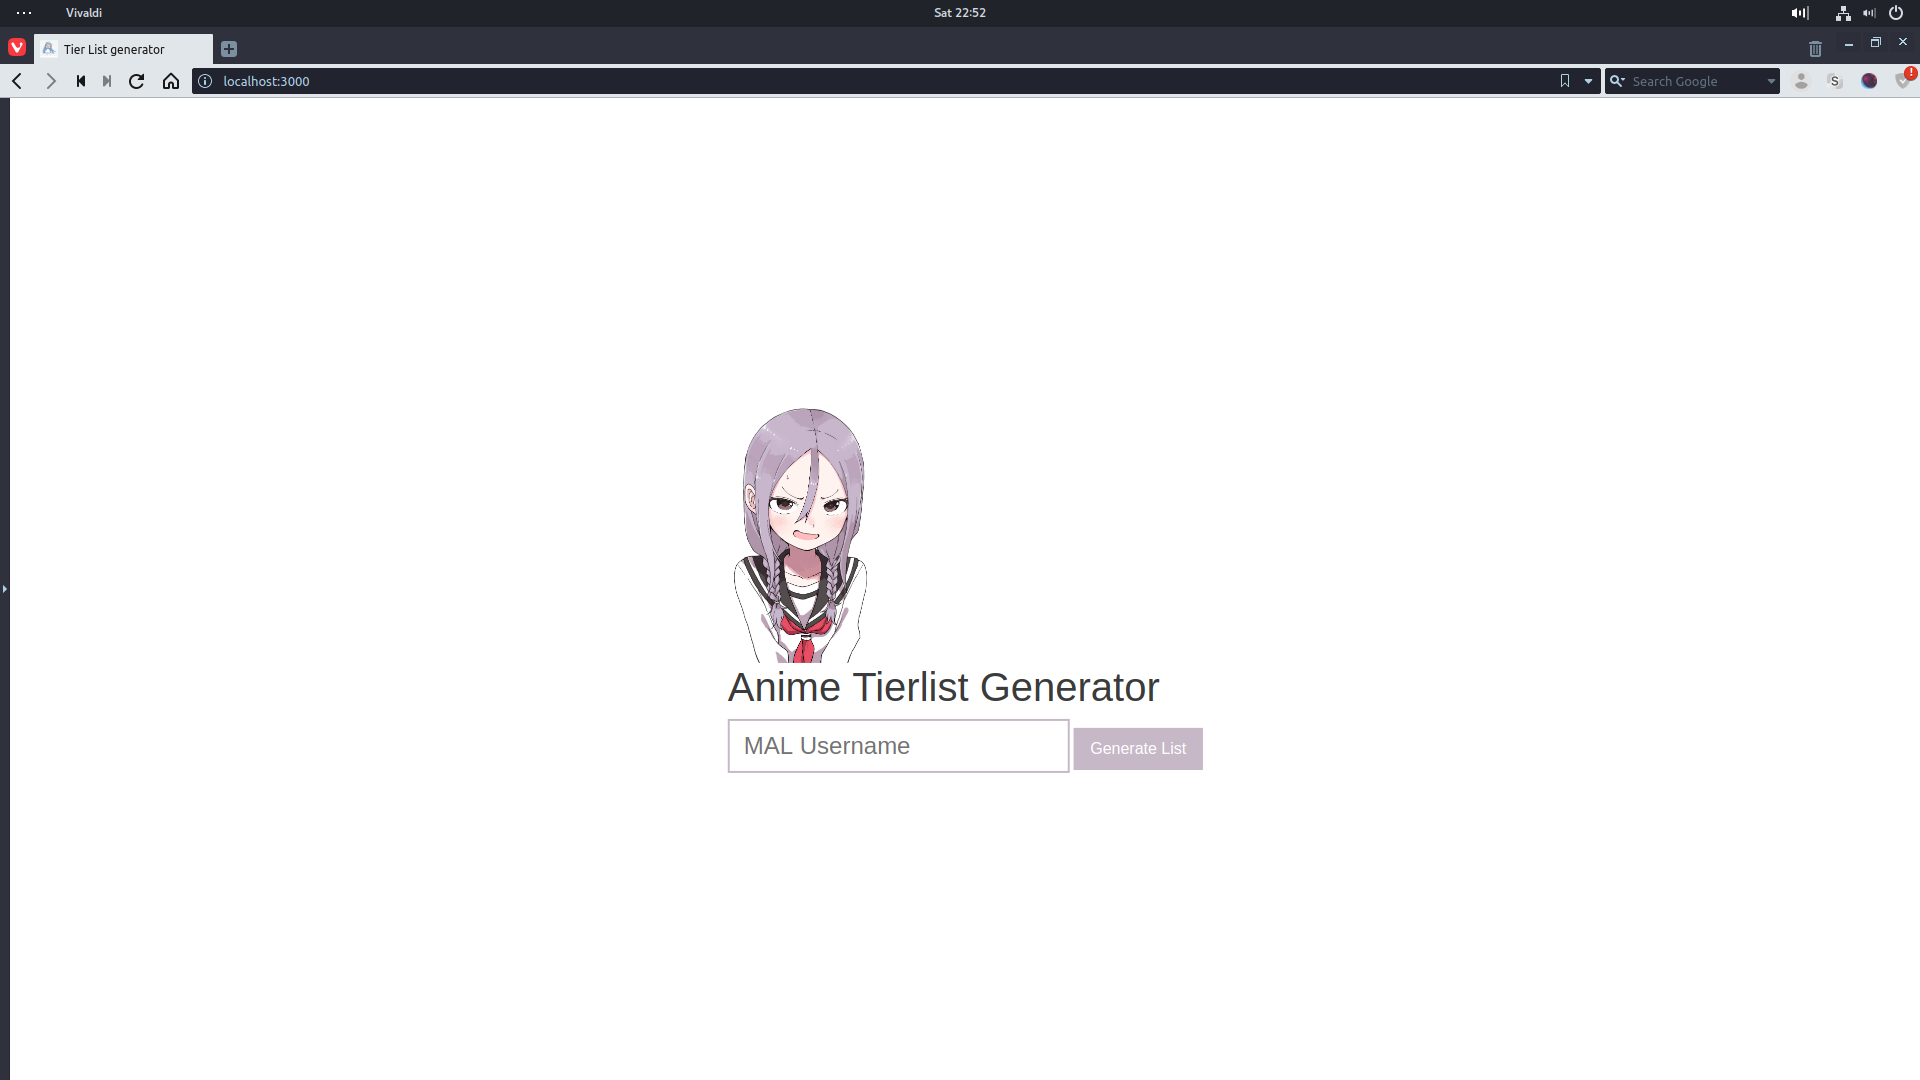 Vivaldi
Sat 22:52
Tier List generator
localhost:3000
Search Google
S
!
Anime Tierlist Generator
MAL Username
Generate List